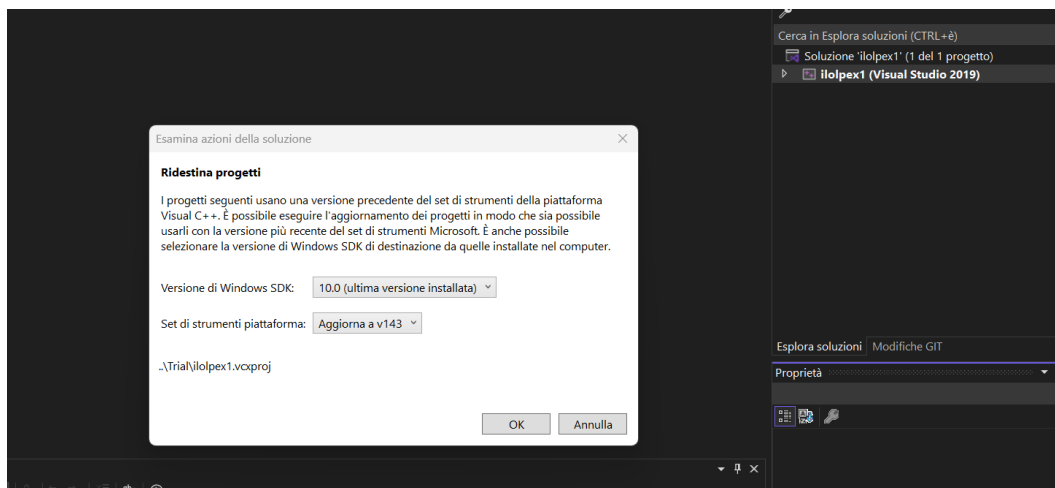 Cerca in Esplora soluzioni (CTRL+è)
Soluzione 'ilolpex1' (1 del 1 progetto)
ilolpex1 (Visual Studio 2019)
Esamina azioni della soluzione
Ridestina progetti
I progetti seguenti usano una versione precedente del set di strumenti della piattaforma
Visual C++. È possibile eseguire l'aggiornamento dei progetti in modo che sia possibile
usarli con la versione più recente del set di strumenti Microsoft. È anche possibile
selezionare la versione di Windows SDK di destinazione da quelle installate nel computer.
Versione di Windows SDK: 10.0 (ultima versione installata)
Set di strumenti piattaforma: Aggiorna a v143
..\Trial\ilolpex1.vcxproj
OK Annulla
Esplora soluzioni Modifiche GIT
Proprietà